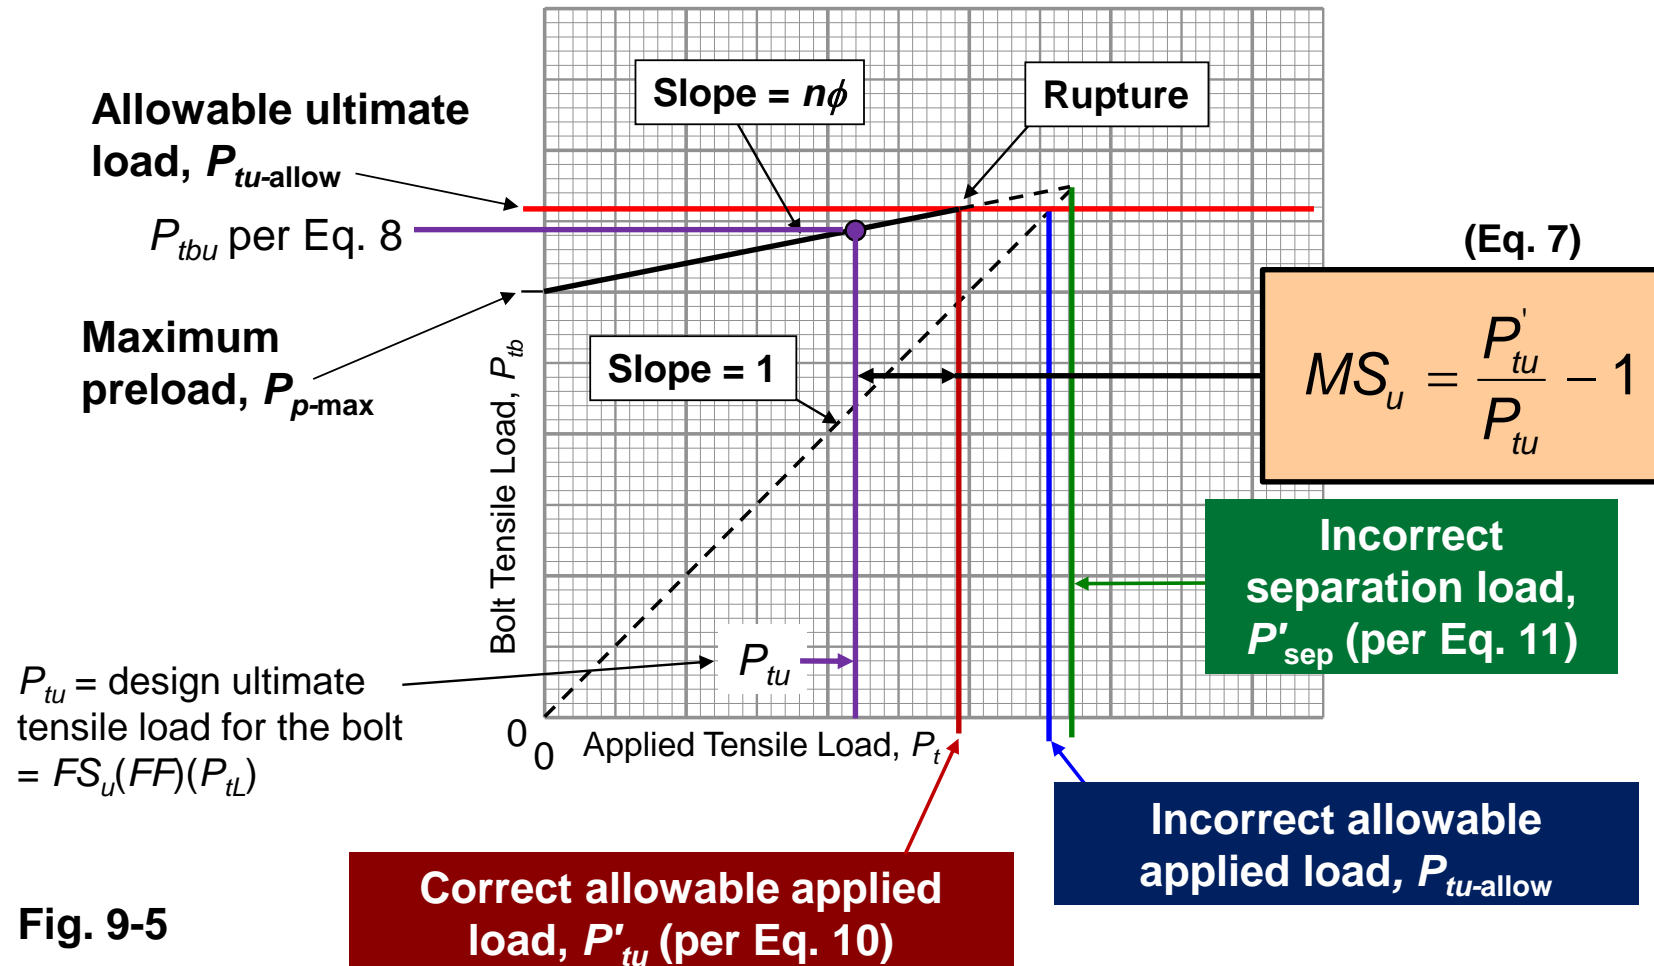 Slope = nϕ
Rupture
Allowable ultimate
load, Ptu-allow
Ptbu per Eq. 8
(Eq. 7)
Maximum
preload, Pp-max
Slope = 1
MSu = P'tu / Ptu − 1
Bolt Tensile Load, Ptb
Incorrect
separation load,
P′sep (per Eq. 11)
Ptu
Ptu = design ultimate
tensile load for the bolt
= FSu(FF)(PtL)
0
0
Applied Tensile Load, Pt
Incorrect allowable
applied load, Ptu-allow
Correct allowable applied
load, P′tu (per Eq. 10)
Fig. 9-5